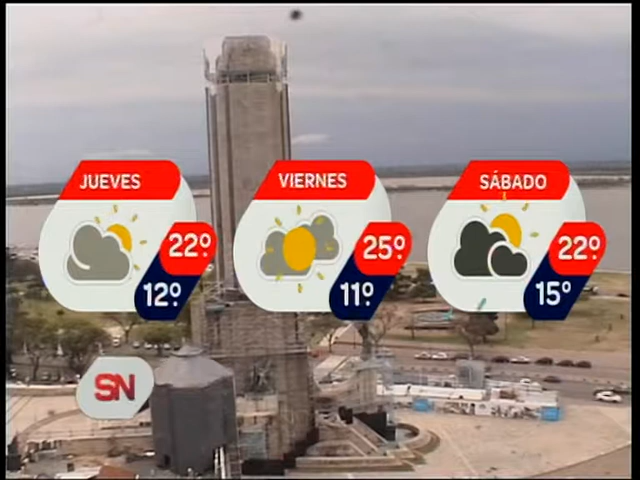 JUEVES
22º
12º
VIERNES
25º
11º
SÁBADO
22º
15º
SN